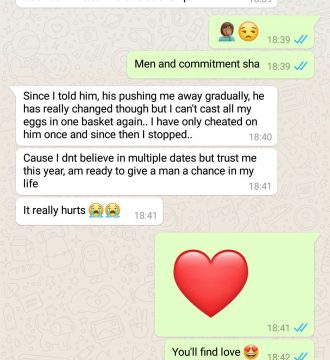 18:39
18:39
Men and commitment sha 18:39
Since I told him, his pushing me away gradually, he
has really changed though but I can't cast all my
eggs in one basket again.. I have only cheated on
him once and since then I stopped..
18:40
Cause I dnt believe in multiple dates but trust me
this year, am ready to give a man a chance in my
life
18:41
It really hurts 😭😭 18:41
18:41
You'll find love 😍 18:42